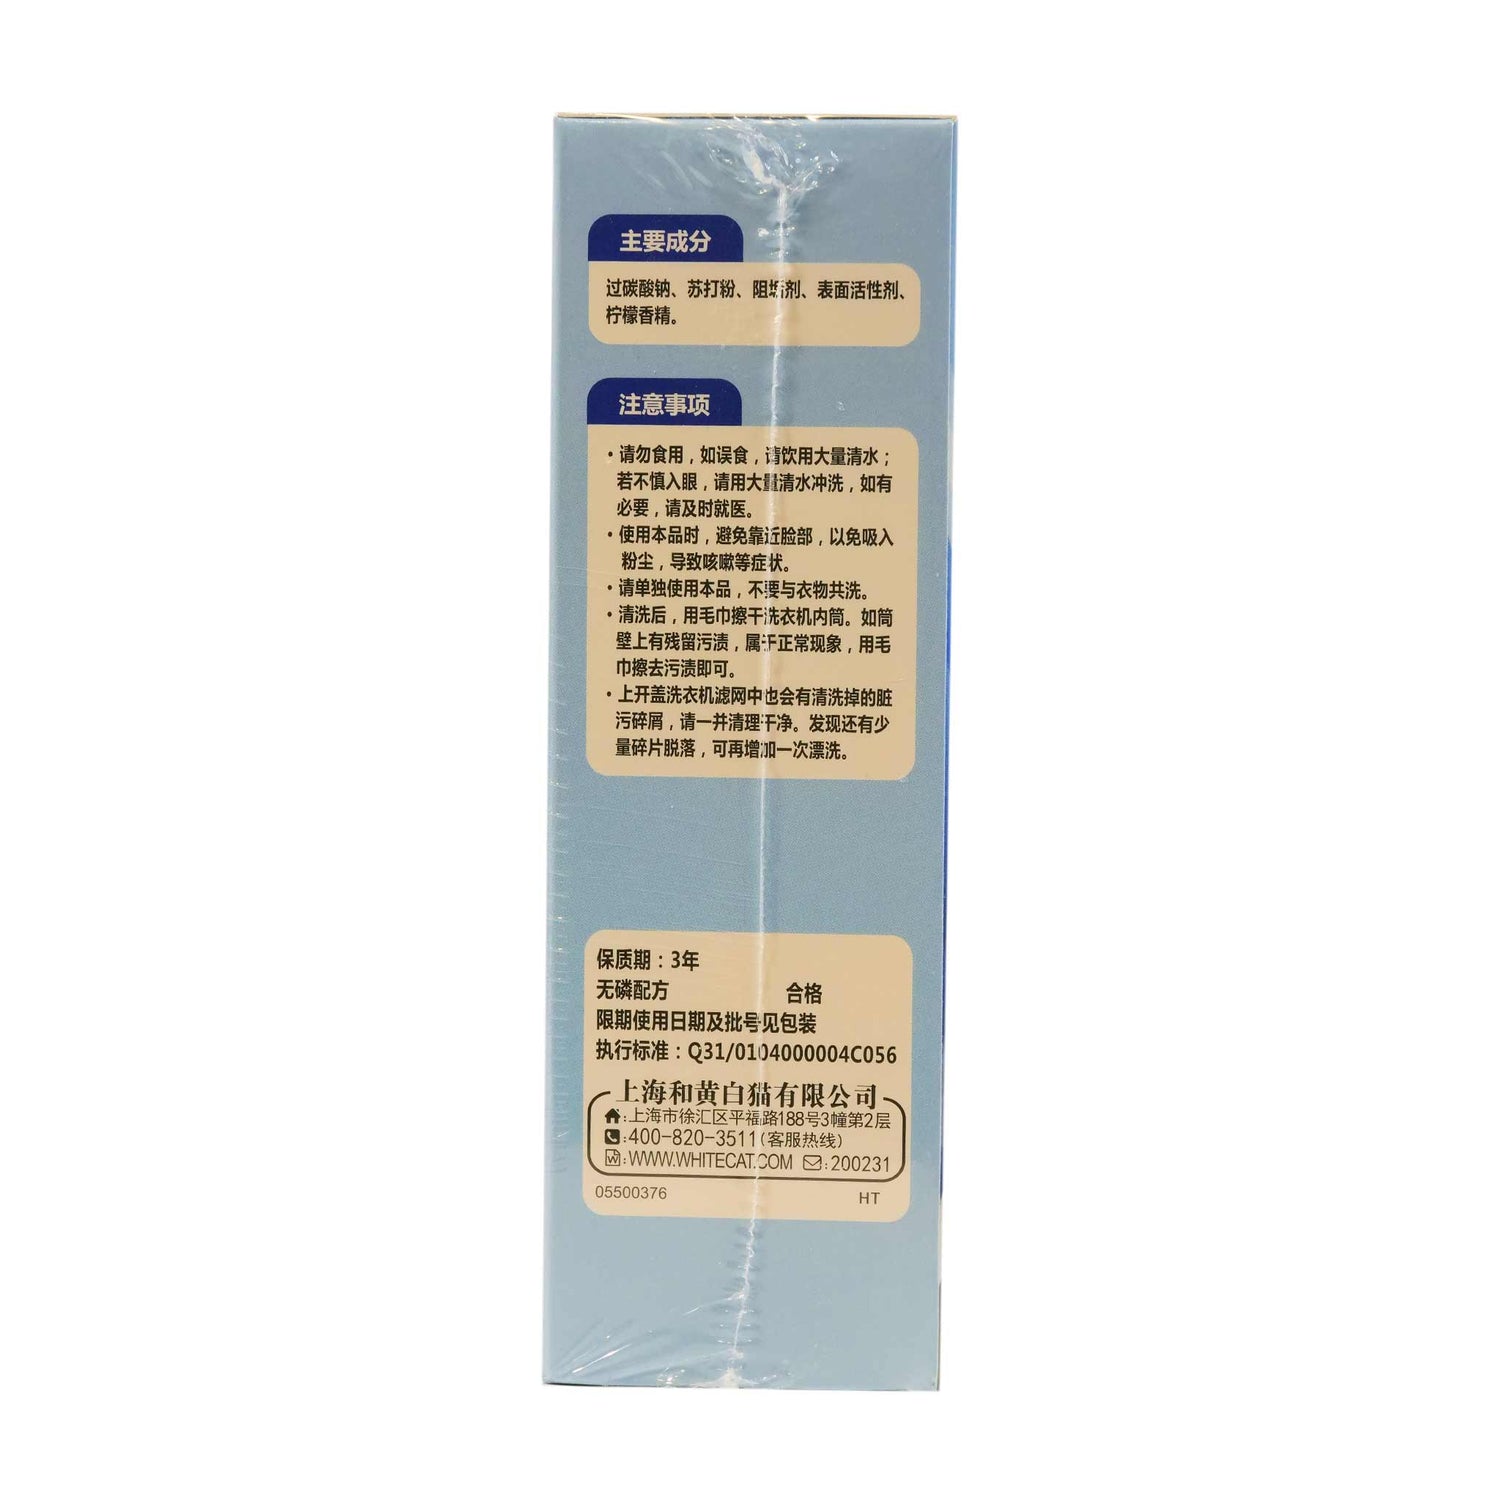 主要成分
过碳酸钠、苏打粉、阻垢剂、表面活性剂、
柠檬香精。
注意事项
·请勿食用，如误食，请饮用大量清水；
若不慎入眼，请用大量清水冲洗，如有
必要，请及时就医。
·使用本品时，避免靠近脸部，以免吸入
粉尘，导致咳嗽等症状。
·请单独使用本品，不要与衣物共洗。
·清洗后，用毛巾擦干洗衣机内筒。如筒
壁上有残留污渍，属于正常现象，用毛
巾擦去污渍即可。
·上开盖洗衣机滤网中也会有清洗掉的脏
污碎屑，请一并清理干净。发现还有少
量碎片脱落，可再增加一次漂洗。
保质期：3年
无磷配方 合格
限期使用日期及批号见包装
执行标准：Q31/0104000004C056
上海和黄白猫有限公司
:上海市徐汇区平福路188号3幢第2层
:400-820-3511(客服热线)
W:WWW.WHITECAT.COM :200231
05500376 HT